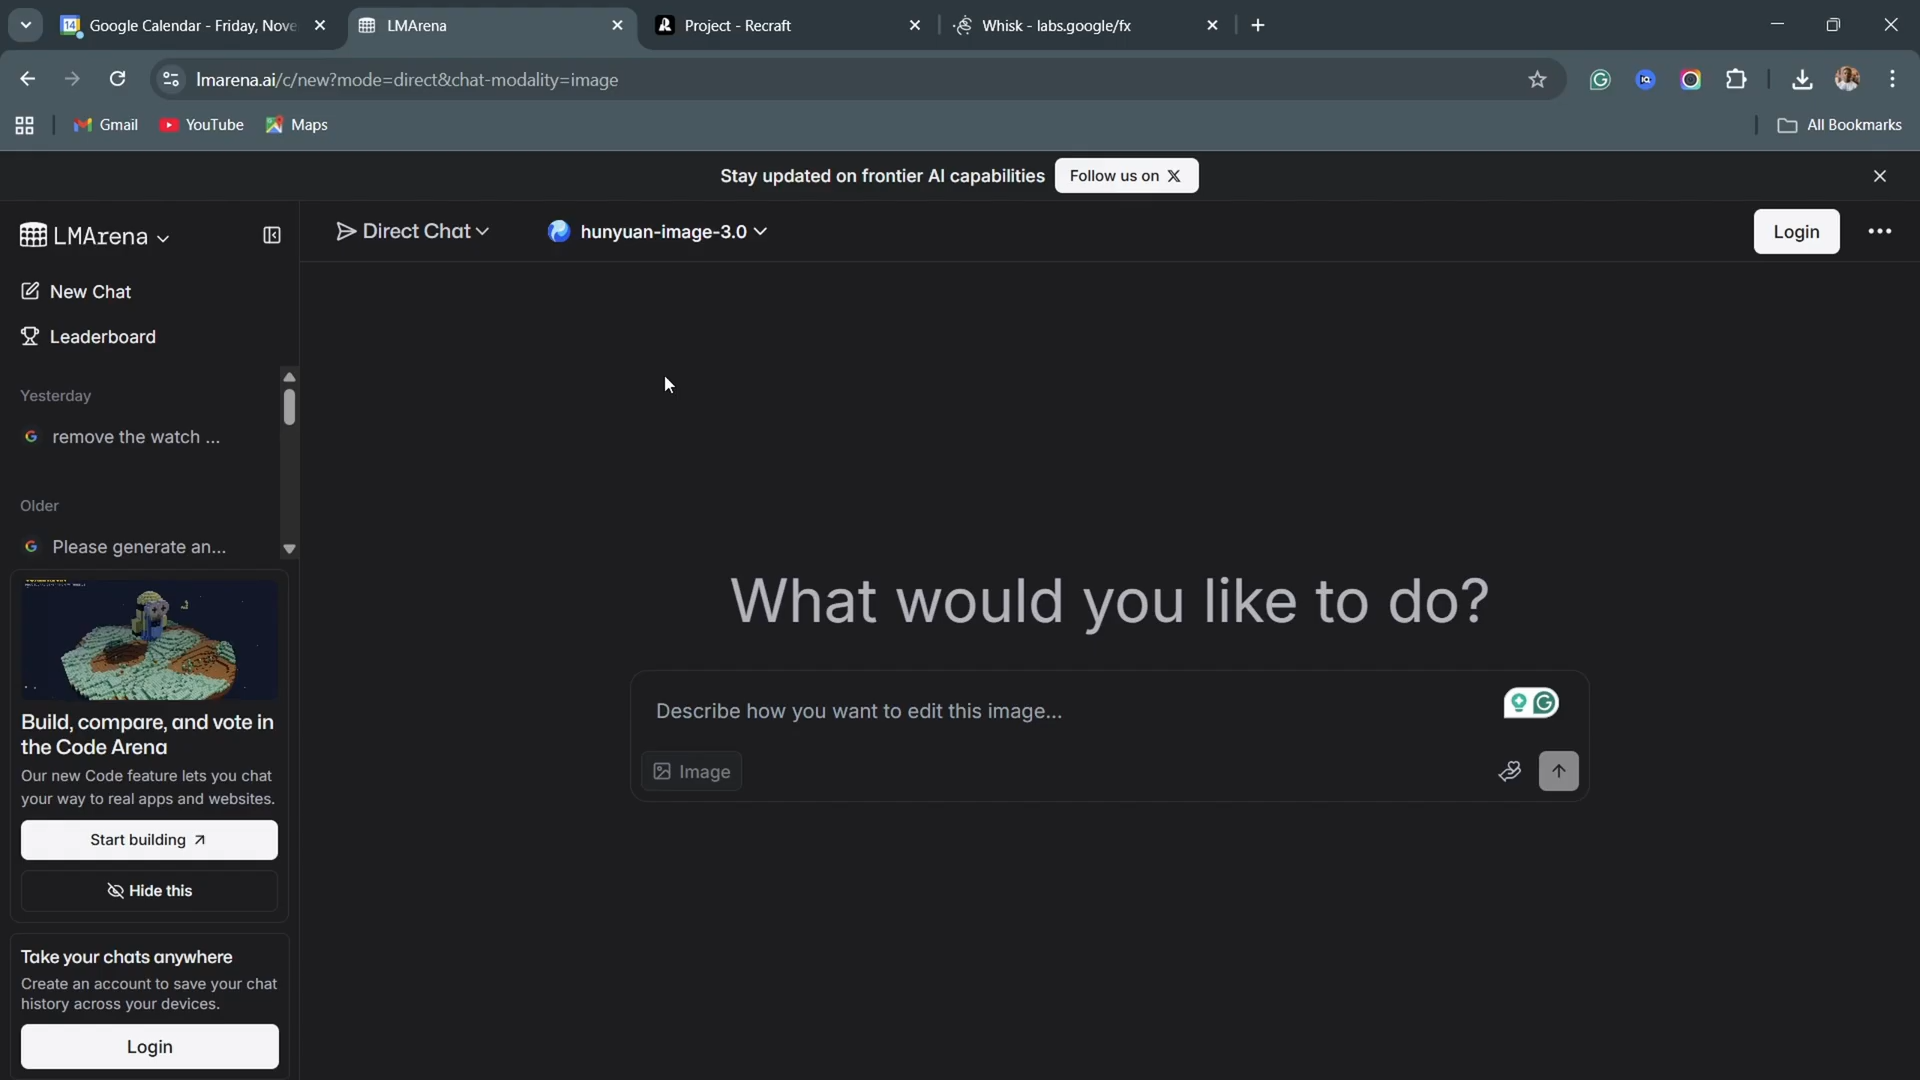 Google Calendar - Friday, Nove
LMArena
Project - Recraft
Whisk - labs.google/fx
lmarena.ai/c/new?mode=direct&chat-modality=image
Gmail
YouTube
Maps
All Bookmarks
Stay updated on frontier AI capabilities
Follow us on X
LMArena
Direct Chat
hunyuan-image-3.0
Login
New Chat
Leaderboard
Yesterday
remove the watch ...
Older
Please generate an...
What would you like to do?
Describe how you want to edit this image...
Image
Build, compare, and vote in
the Code Arena
Our new Code feature lets you chat
your way to real apps and websites.
Start building
Hide this
Take your chats anywhere
Create an account to save your chat
history across your devices.
Login